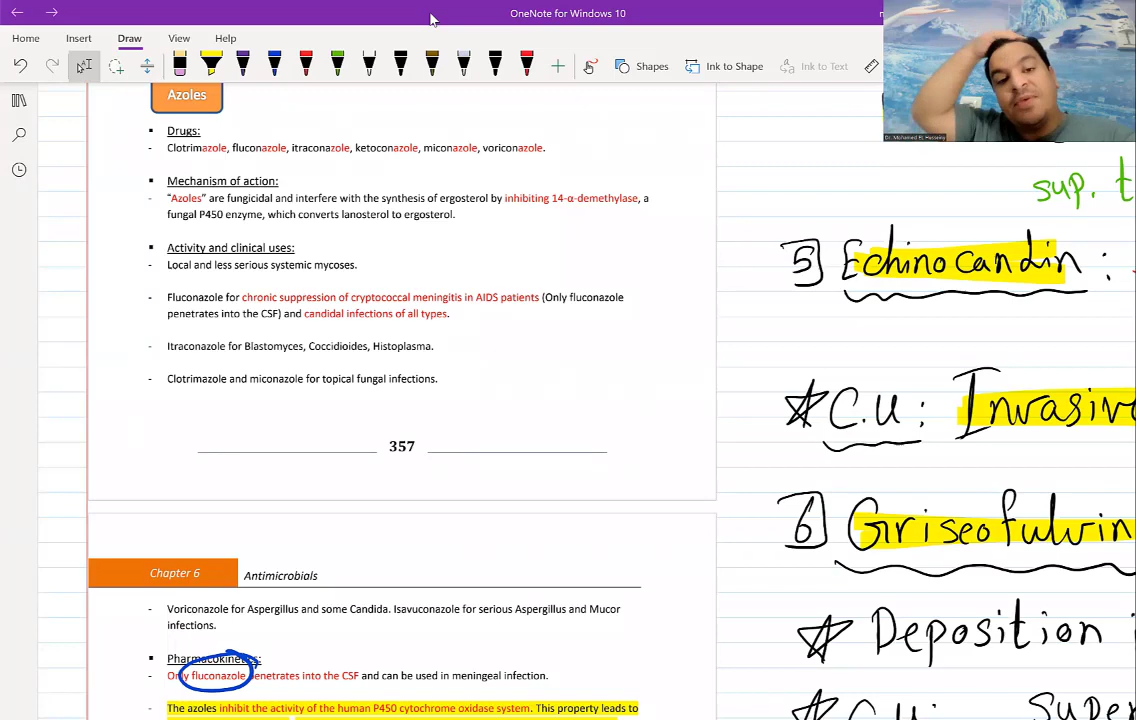 OneNote for Windows 10
Home Insert Draw View Help
Shapes Ink to Shape Ink to Text
Dr. Mohamed EL Husseiny
Azoles
▪ Drugs:
- Clotrimazole, fluconazole, itraconazole, ketoconazole, miconazole, voriconazole.
▪ Mechanism of action:
- "Azoles" are fungicidal and interfere with the synthesis of ergosterol by inhibiting 14-α-demethylase, a
fungal P450 enzyme, which converts lanosterol to ergosterol.
▪ Activity and clinical uses:
- Local and less serious systemic mycoses.
- Fluconazole for chronic suppression of cryptococcal meningitis in AIDS patients (Only fluconazole
penetrates into the CSF) and candidal infections of all types.
- Itraconazole for Blastomyces, Coccidioides, Histoplasma.
- Clotrimazole and miconazole for topical fungal infections.
357
Chapter 6 Antimicrobials
- Voriconazole for Aspergillus and some Candida. Isavuconazole for serious Aspergillus and Mucor
infections.
▪ Pharmacokinetics:
- Only fluconazole penetrates into the CSF and can be used in meningeal infection.
- The azoles inhibit the activity of the human P450 cytochrome oxidase system. This property leads to
sup. t
5] Echinocandin :
* C.U : Invasiv
6] Griseofulvin
* Deposition
* C.U Super